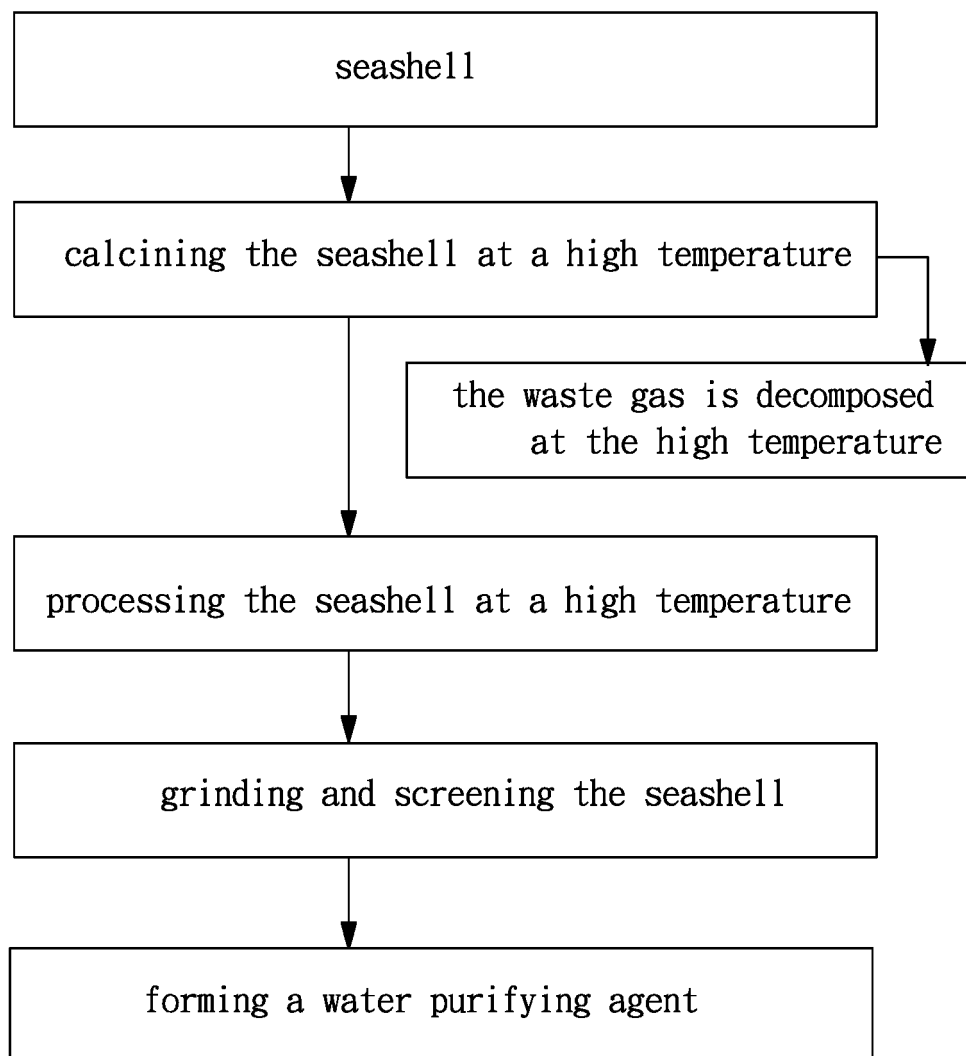 seashell
calcining the seashell at a high temperature
the waste gas is decomposed
at the high temperature
processing the seashell at a high temperature
grinding and screening the seashell
forming a water purifying agent